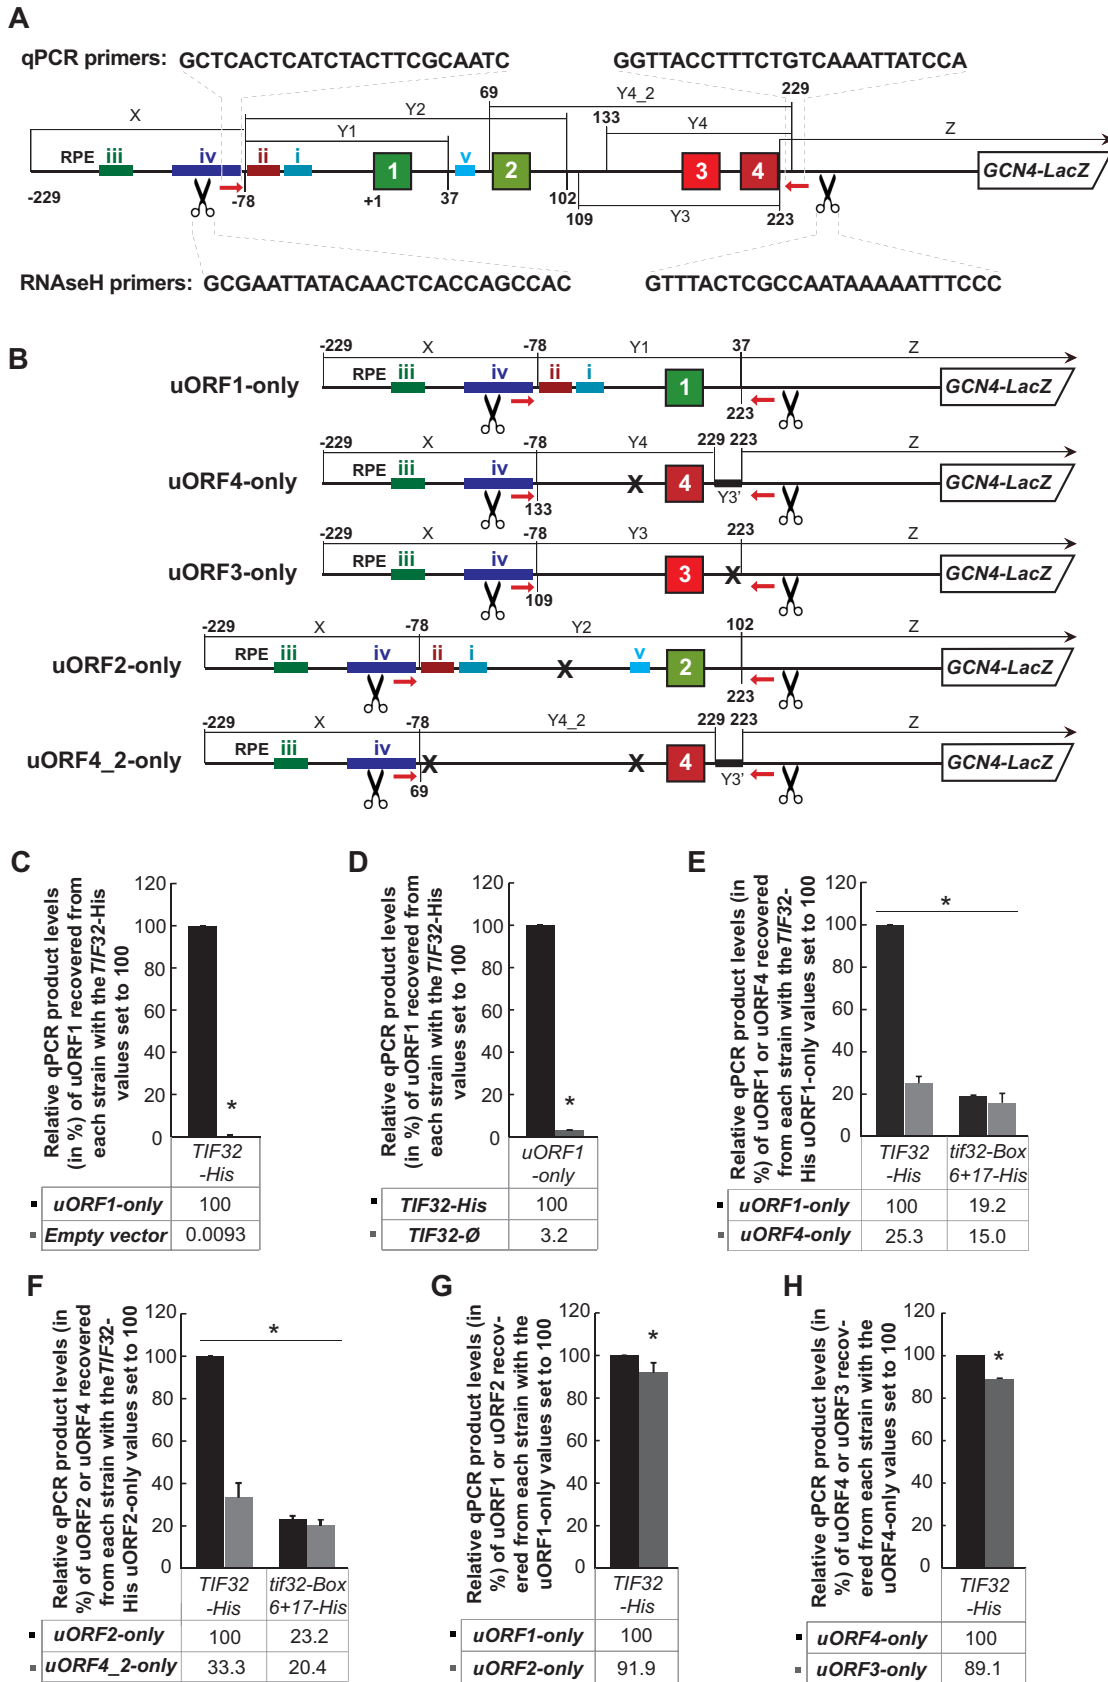 A
qPCR primers: GCTCACTCATCTACTTCGCAATC GGTTACCTTTCTGTCAAATTATCCA
69 Y4_2 229
X Y2 133 Y4 Z
Y1
RPE iii iv ii i 1 v 2 3 4 GCN4-LacZ
-229 -78 +1 37 102 109 Y3 223
RNAseH primers: GCGAATTATACAACTCACCAGCCAC GTTTACTCGCCAATAAAAATTTCCC
B
-229 X -78 Y1 37 Z
uORF1-only RPE iii iv ii i 1 GCN4-LacZ
223
-229 X -78 Y4 229 223 Z
uORF4-only RPE iii iv X 4 GCN4-LacZ
133 Y3'
-229 X -78 Y3 223 Z
uORF3-only RPE iii iv 3 X GCN4-LacZ
109
-229 X -78 Y2 102 Z
uORF2-only RPE iii iv ii i X v 2 GCN4-LacZ
223
-229 X -78 Y4_2 229 223 Z
uORF4_2-only RPE iii iv X X 4 GCN4-LacZ
69 Y3'
C
Relative qPCR product levels
(in %) of uORF1 recovered from
each strain with the TIF32-His
values set to 100
120
100
80
60
40
20
0
*
TIF32
-His
uORF1-only 100
Empty vector 0.0093
D
Relative qPCR product levels
(in %) of uORF1 recovered from
each strain with the TIF32-His
values set to 100
120
100
80
60
40
20
0
*
uORF1
-only
TIF32-His 100
TIF32-Ø 3.2
E
Relative qPCR product levels (in
%) of uORF1 or uORF4 recovered
from each strain with the TIF32-
His uORF1-only values set to 100
120
100
80
60
40
20
0
*
TIF32 tif32-Box
-His 6+17-His
uORF1-only 100 19.2
uORF4-only 25.3 15.0
F
Relative qPCR product levels (in
%) of uORF2 or uORF4 recovered
from each strain with the TIF32-
His uORF2-only values set to 100
120
100
80
60
40
20
0
*
TIF32 tif32-Box
-His 6+17-His
uORF2-only 100 23.2
uORF4_2-only 33.3 20.4
G
Relative qPCR product levels (in
%) of uORF1 or uORF2 recov-
ered from each strain with the
uORF1-only values set to 100
120
100
80
60
40
20
0
*
TIF32
-His
uORF1-only 100
uORF2-only 91.9
H
Relative qPCR product levels (in
%) of uORF4 or uORF3 recov-
ered from each strain with the
uORF4-only values set to 100
120
100
80
60
40
20
0
*
TIF32
-His
uORF4-only 100
uORF3-only 89.1